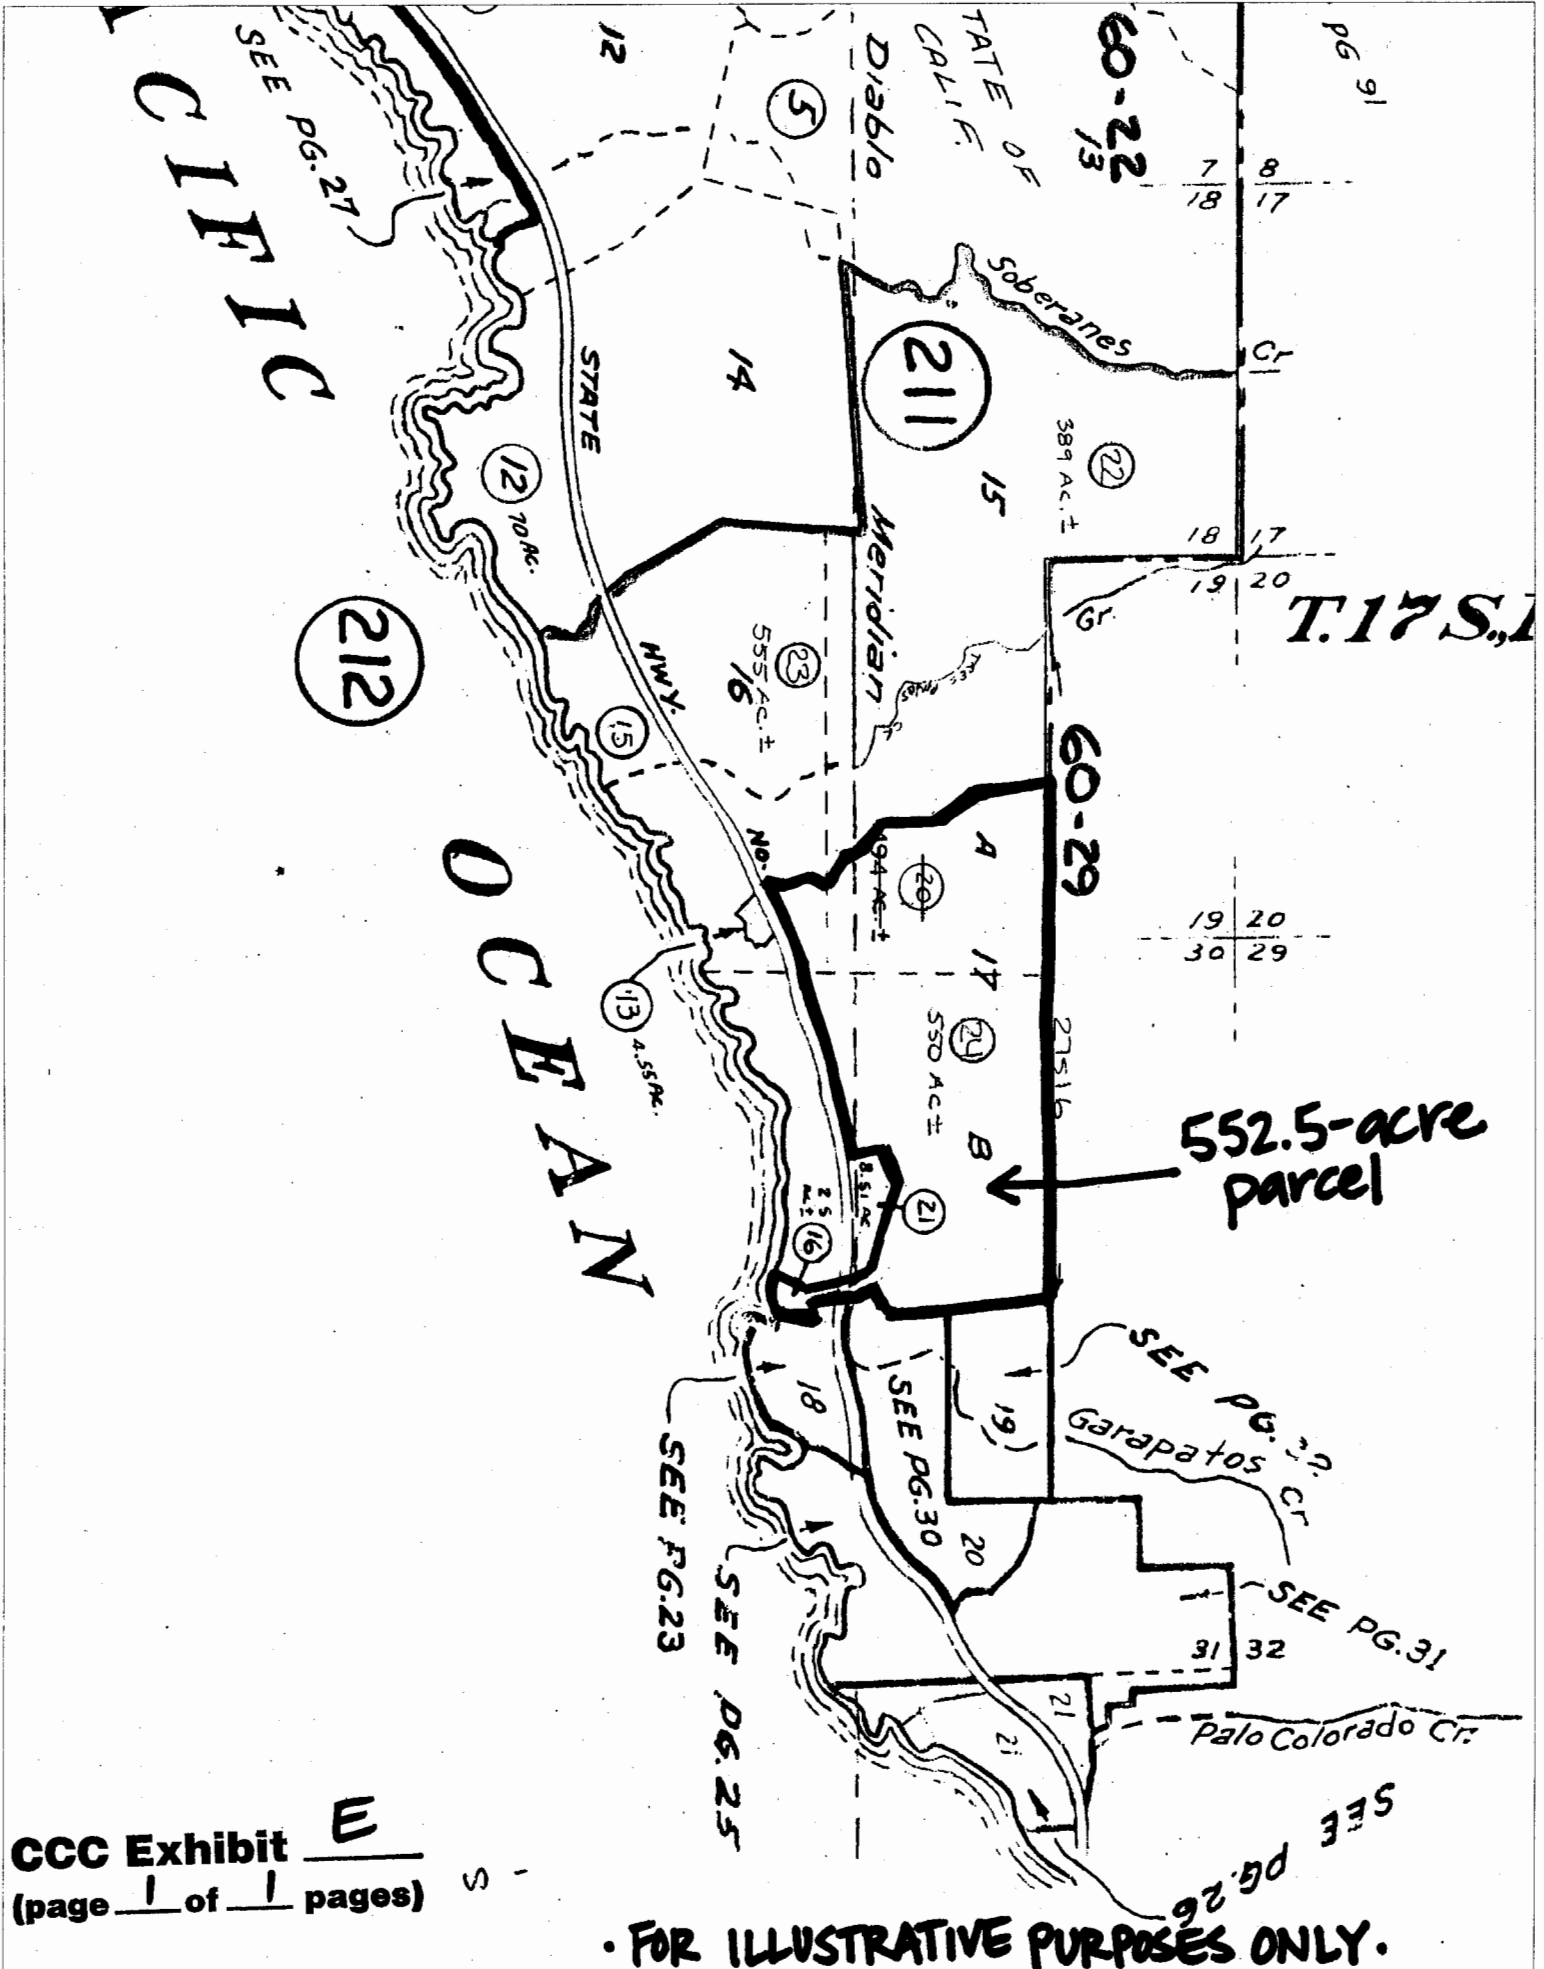 PG 91
60-22
13
TATE OF
CALIF.
Diablo
5
12
SEE PG. 27
CIFIC
7 8
18 17
Soberanes
Cr
STATE
14
211
15
22
389 AC. ±
12
70 AC.
Meridian
18 17
19 20
Gr.
T. 17 S.,
212
HWY.
23
555 AC. ±
16
15
60-29
NO.
OCEAN
A
20
494 AC. ±
19 20
30 29
17
13
4.55 AC.
24
550 AC ±
27516
B
552.5-acre
parcel
8.51 AC
21
2.5
AC ±
16
SEE PG.
18
19
Garapatos Cr
SEE PG. 30
20
SEE PG. 23
SEE PG. 25
SEE PG. 31
31 32
21
21
Palo Colorado Cr.
SEE PG. 26
CCC Exhibit E
(page 1 of 1 pages)
S -
• FOR ILLUSTRATIVE PURPOSES ONLY.